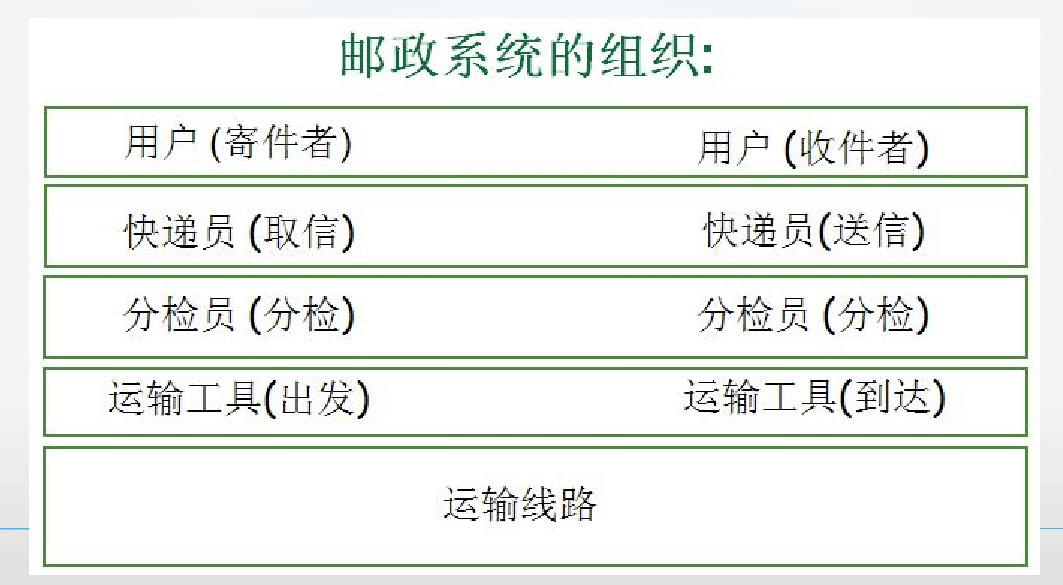 邮政系统的组织:
用户 (寄件者) 用户 (收件者)
快递员 (取信) 快递员(送信)
分检员 (分检) 分检员 (分检)
运输工具(出发) 运输工具(到达)
运输线路